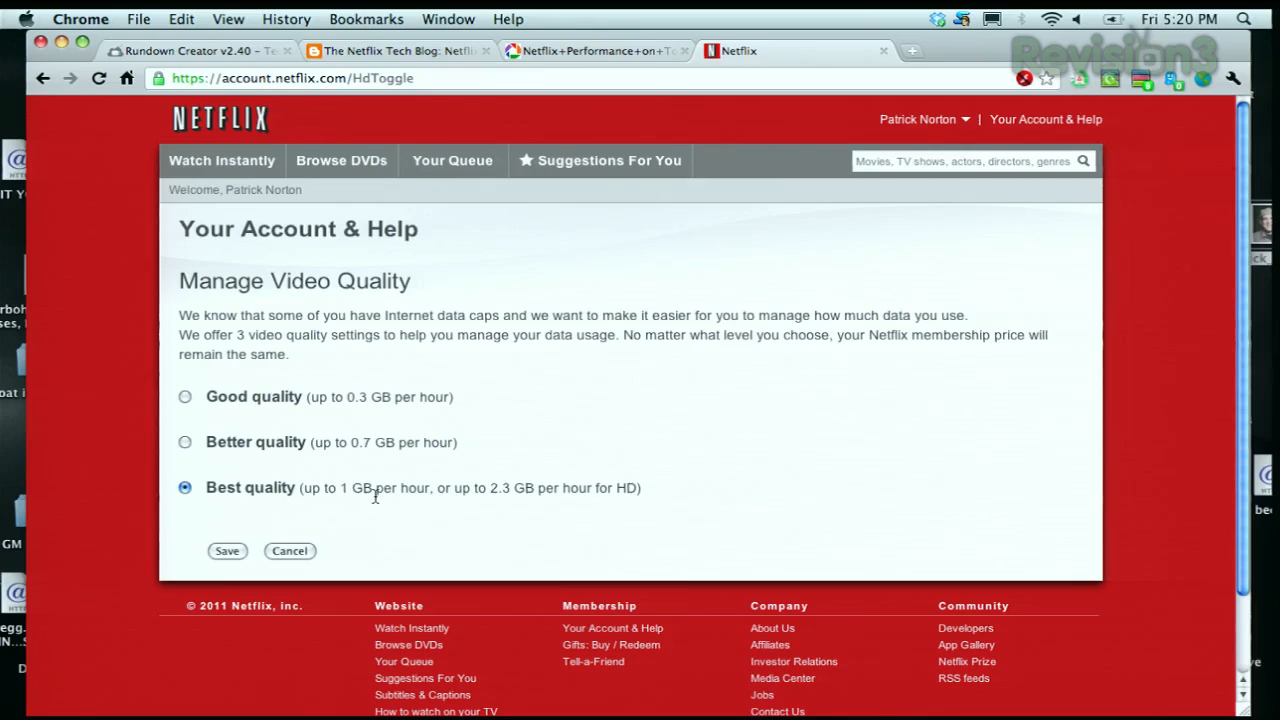 Chrome File Edit View History Bookmarks Window Help Fri 5:20 PM
Rundown Creator v2.40 – Te The Netflix Tech Blog: Netfli Netflix+Performance+on+To Netflix
Revision3
https://account.netflix.com/HdToggle
NETFLIX
Patrick Norton | Your Account & Help
Watch Instantly Browse DVDs Your Queue Suggestions For You Movies, TV shows, actors, directors, genres
Welcome, Patrick Norton
Your Account & Help
Manage Video Quality
We know that some of you have Internet data caps and we want to make it easier for you to manage how much data you use.
We offer 3 video quality settings to help you manage your data usage. No matter what level you choose, your Netflix membership price will
remain the same.
Good quality (up to 0.3 GB per hour)
Better quality (up to 0.7 GB per hour)
Best quality (up to 1 GB per hour, or up to 2.3 GB per hour for HD)
Save Cancel
© 2011 Netflix, inc. Website Membership Company Community
Watch Instantly Your Account & Help About Us Developers
Browse DVDs Gifts: Buy / Redeem Affiliates App Gallery
Your Queue Tell-a-Friend Investor Relations Netflix Prize
Suggestions For You Media Center RSS feeds
Subtitles & Captions Jobs
How to watch on your TV Contact Us